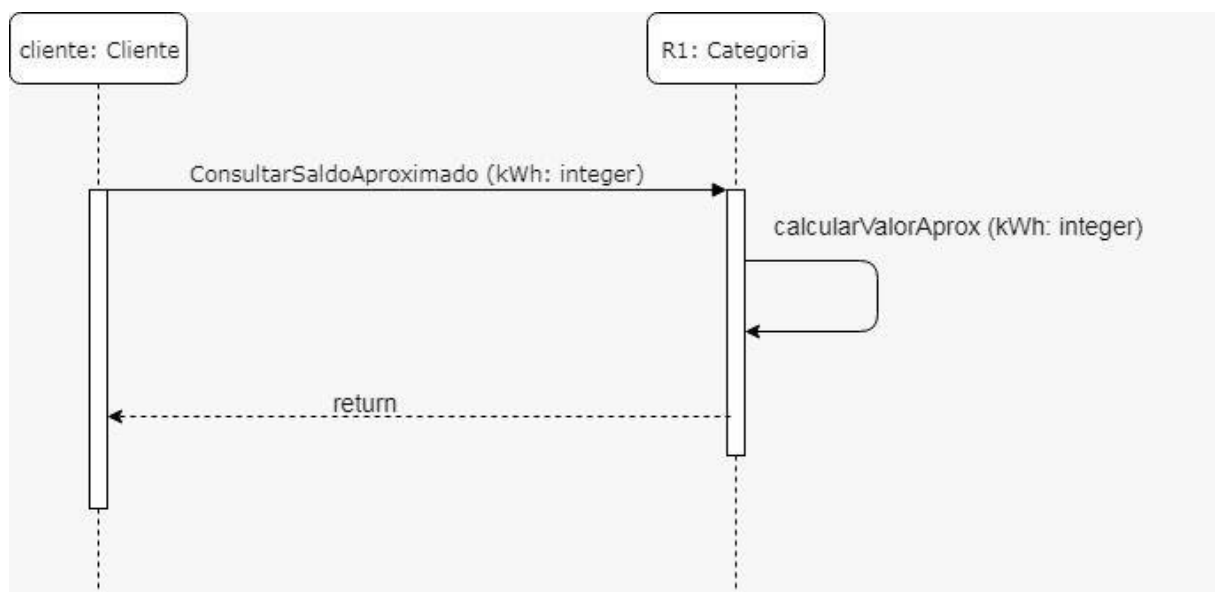 cliente: Cliente
R1: Categoria
ConsultarSaldoAproximado (kWh: integer)
calcularValorAprox (kWh: integer)
return